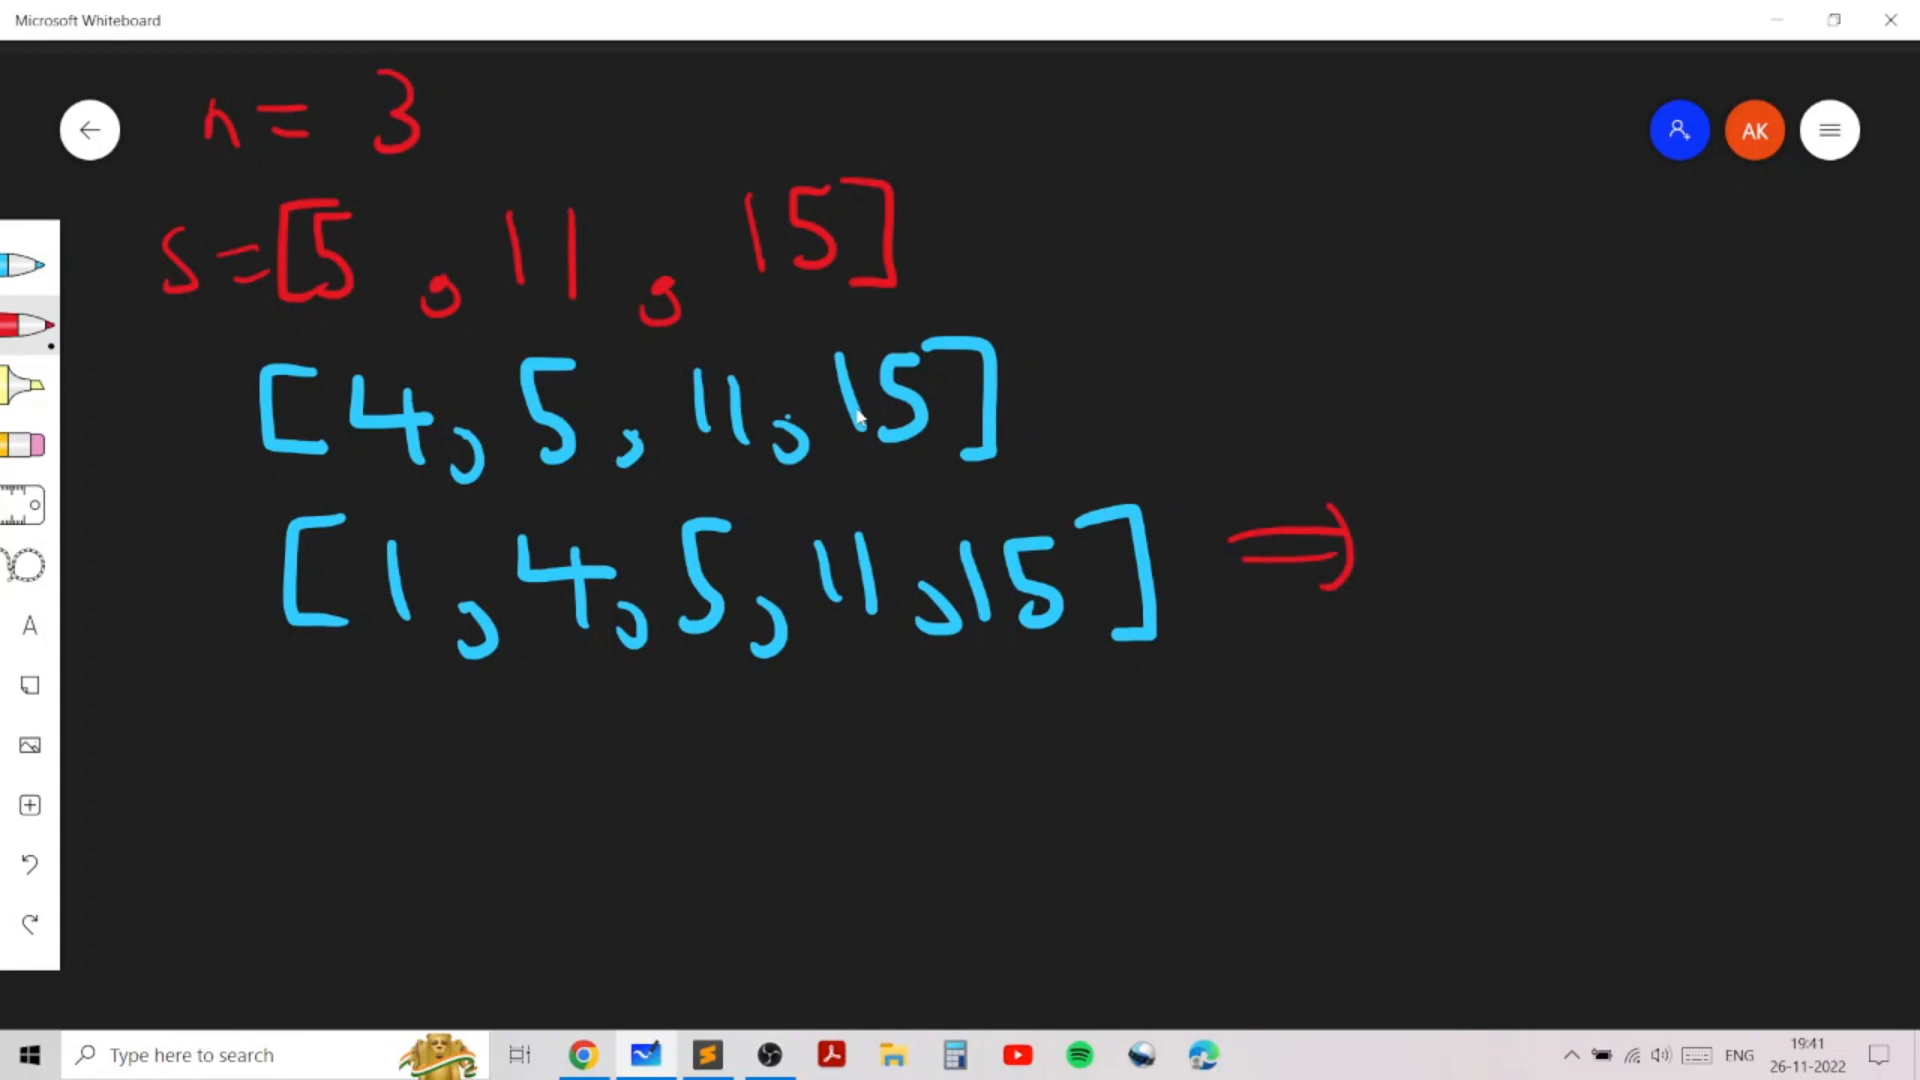 Microsoft Whiteboard
n = 3
AK
S = [5, 11, 15]
[4, 5, 11, 15]
[1, 4, 5, 11, 15] ⇒
A
Type here to search
ENG
19:41
26-11-2022